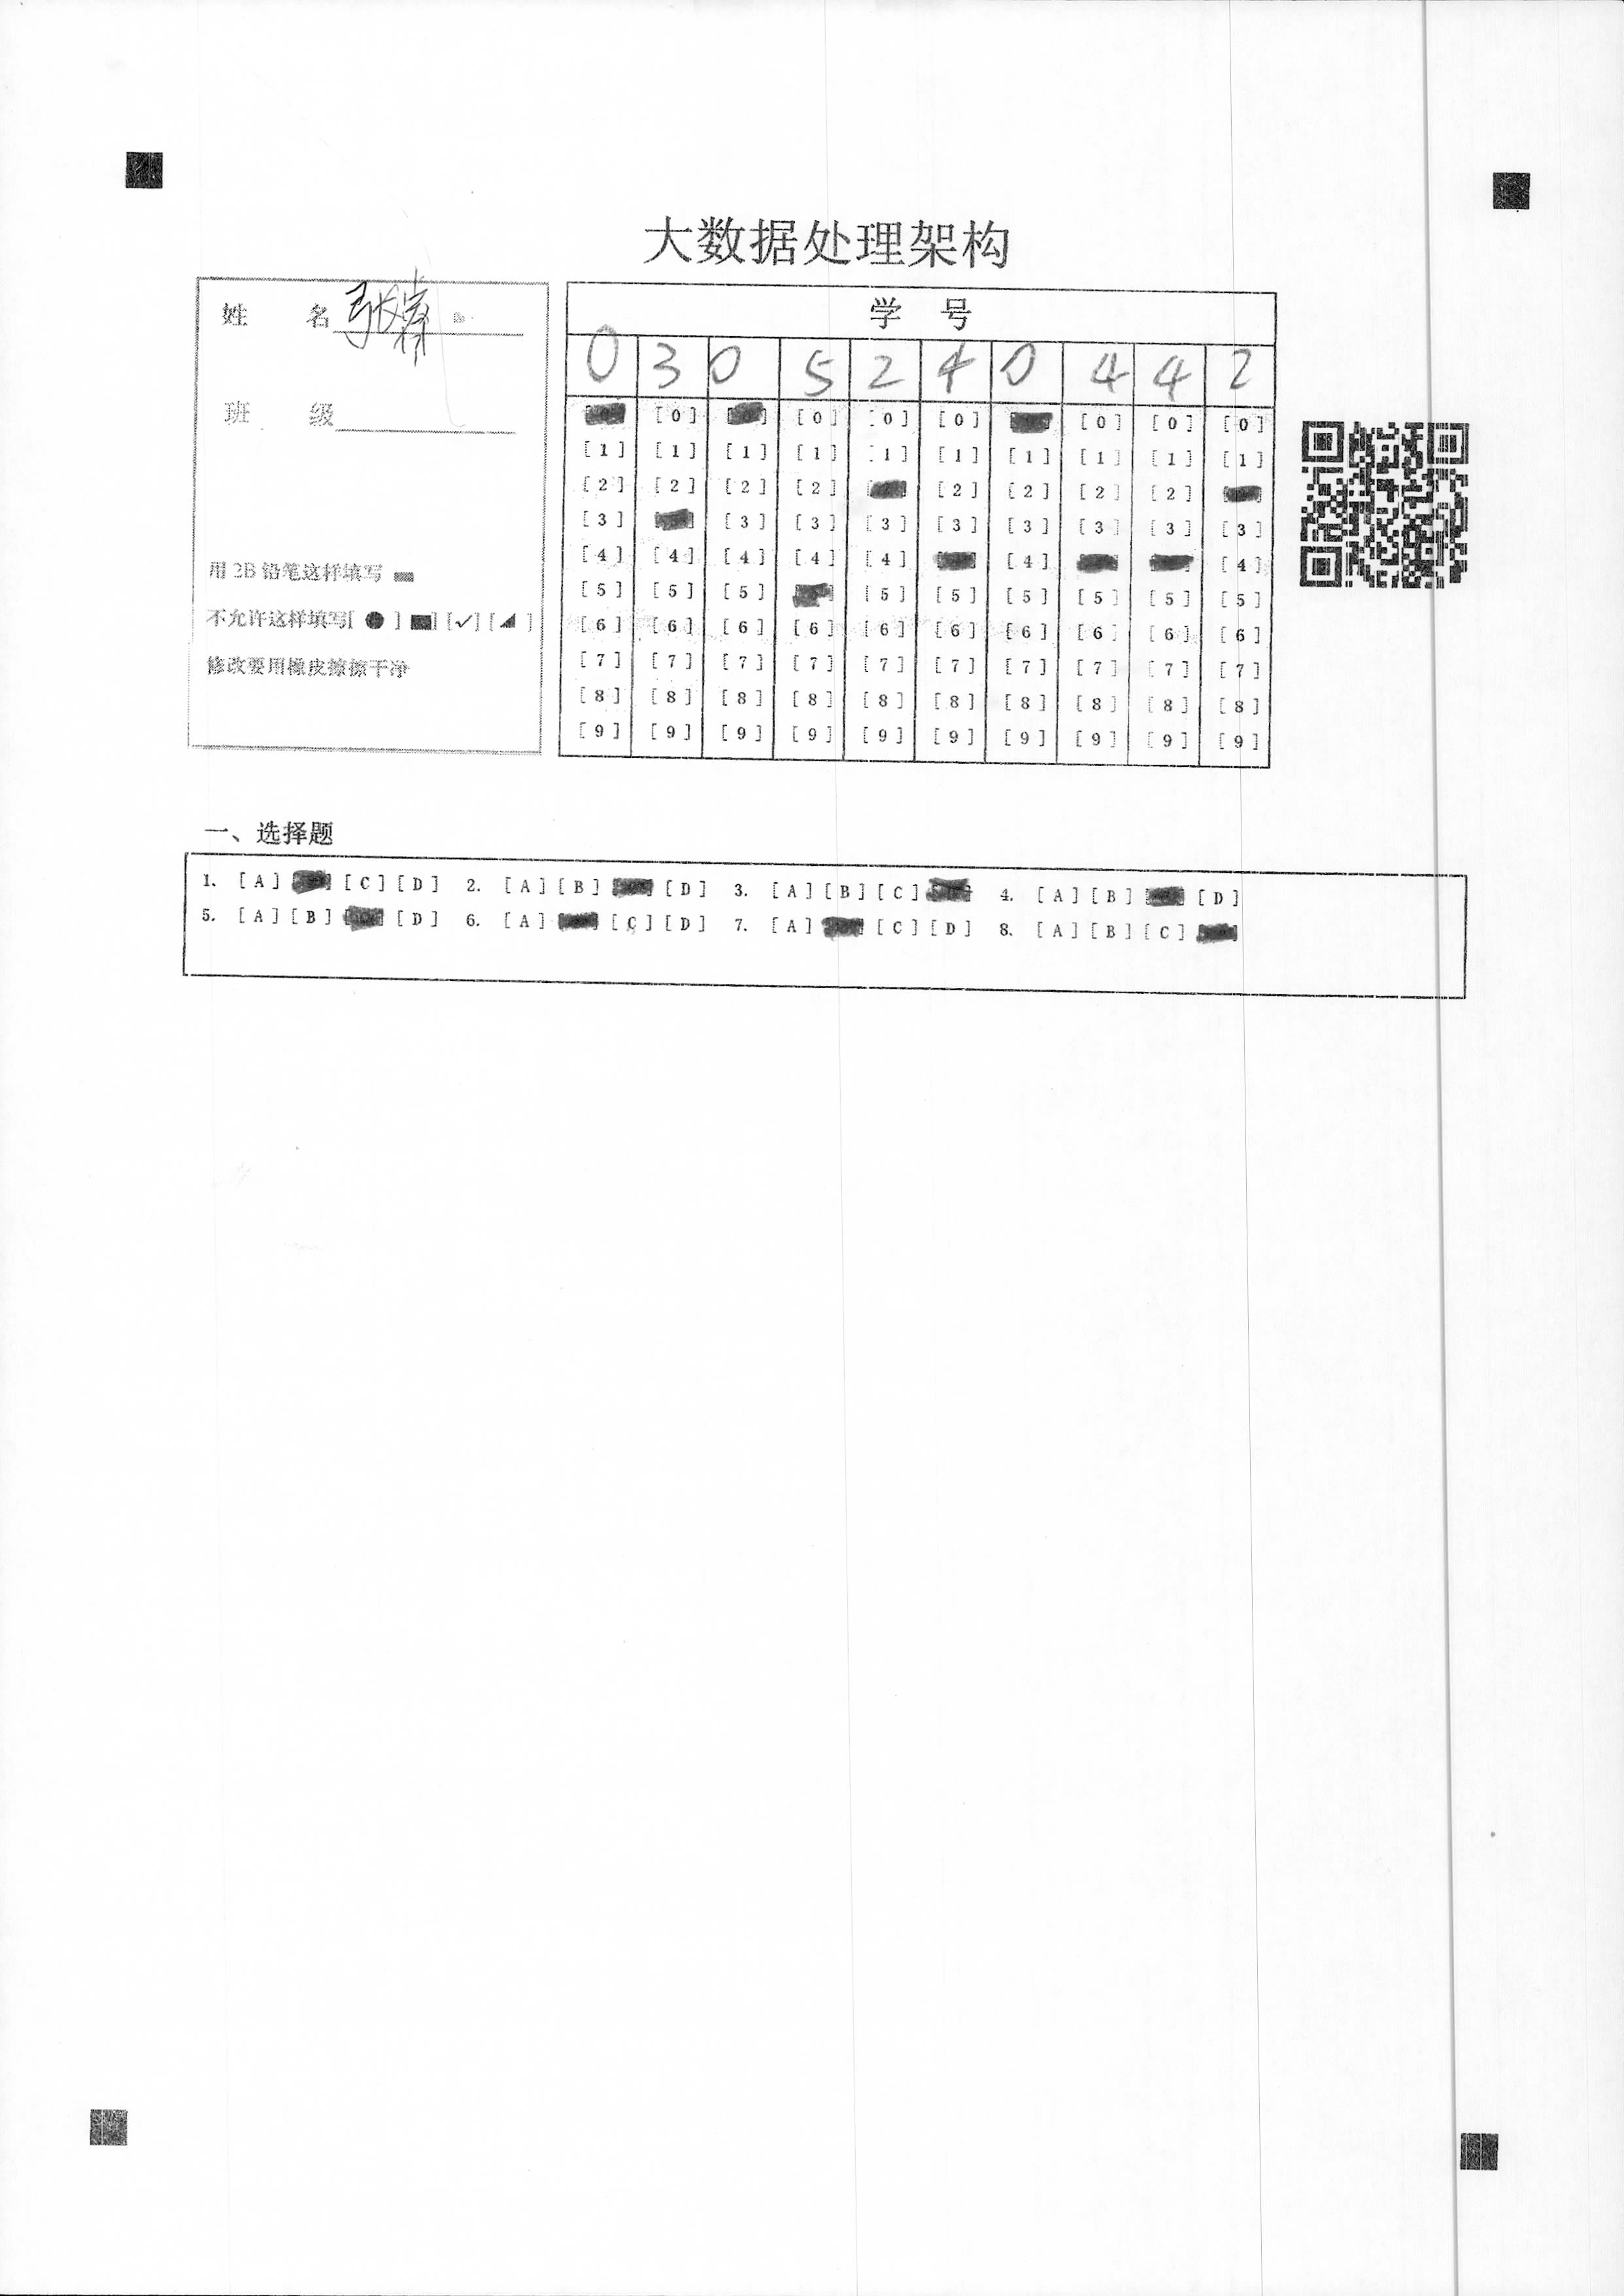 大数据处理架构
姓 名 张
班 级
用 2B 铅笔这样填写
不允许这样填写[ ● ] [✓] [ ]
修改要用橡皮擦擦干净
学 号
0 3 0 5 2 4 0 4 4 2
[0] [0] [0] [0] [0] [0] [0]
[1] [1] [1] [1] [1] [1] [1] [1] [1] [1]
[2] [2] [2] [2] [2] [2] [2] [2]
[3] [3] [3] [3] [3] [3] [3] [3] [3]
[4] [4] [4] [4] [4] [4] [4]
[5] [5] [5] [5] [5] [5] [5] [5] [5]
[6] [6] [6] [6] [6] [6] [6] [6] [6] [6]
[7] [7] [7] [7] [7] [7] [7] [7] [7] [7]
[8] [8] [8] [8] [8] [8] [8] [8] [8] [8]
[9] [9] [9] [9] [9] [9] [9] [9] [9] [9]
一、选择题
1. [A] [C] [D] 2. [A] [B] [D] 3. [A] [B] [C] 4. [A] [B] [D]
5. [A] [B] [D] 6. [A] [C] [D] 7. [A] [C] [D] 8. [A] [B] [C]